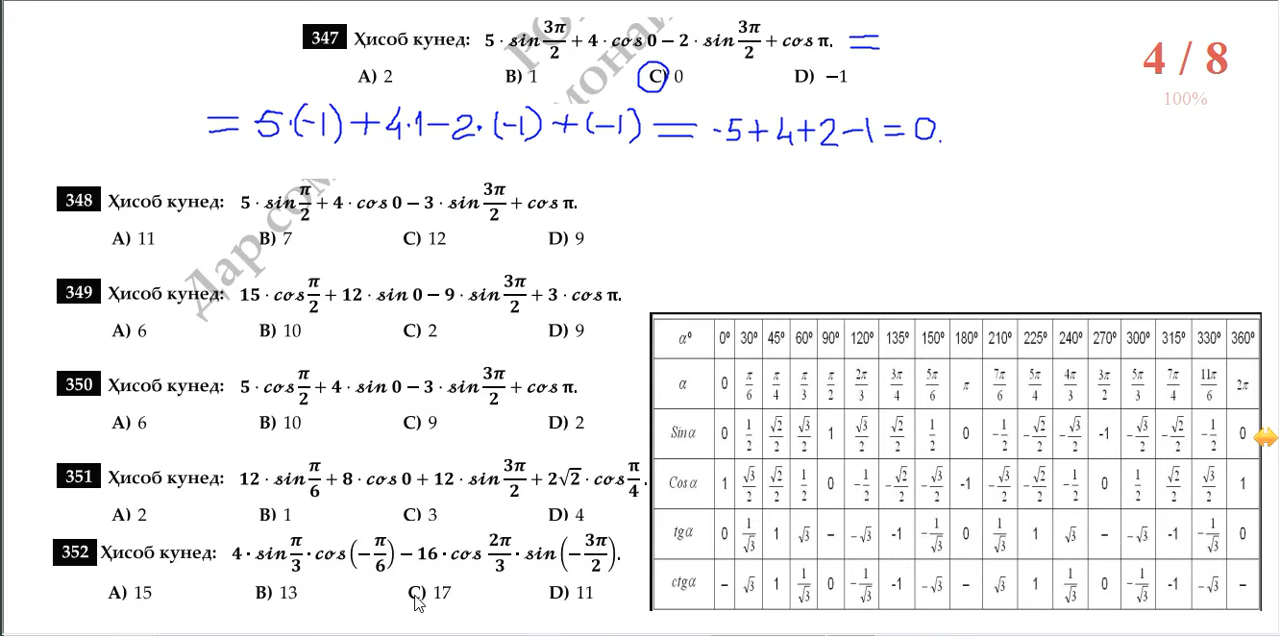 347 Ҳисоб кунед: 5 · sin 3π/2 + 4 · cos 0 − 2 · sin 3π/2 + cos π. =
A) 2 B) 1 C) 0 D) −1
= 5·(-1) + 4·1 − 2·(-1) + (-1) = -5+4+2−1=0.
4 / 8
100%
348 Ҳисоб кунед: 5 · sin π/2 + 4 · cos 0 − 3 · sin 3π/2 + cos π.
A) 11 B) 7 C) 12 D) 9
349 Ҳисоб кунед: 15 · cos π/2 + 12 · sin 0 − 9 · sin 3π/2 + 3 · cos π.
A) 6 B) 10 C) 2 D) 9
350 Ҳисоб кунед: 5 · cos π/2 + 4 · sin 0 − 3 · sin 3π/2 + cos π.
A) 6 B) 10 C) 9 D) 2
351 Ҳисоб кунед: 12 · sin π/6 + 8 · cos 0 + 12 · sin 3π/2 + 2√2 · cos π/4.
A) 2 B) 1 C) 3 D) 4
352 Ҳисоб кунед: 4 · sin π/3 · cos(−π/6) − 16 · cos 2π/3 · sin(−3π/2).
A) 15 B) 13 C) 17 D) 11
α° 0° 30° 45° 60° 90° 120° 135° 150° 180° 210° 225° 240° 270° 300° 315° 330° 360°
α 0 π/6 π/4 π/3 π/2 2π/3 3π/4 5π/6 π 7π/6 5π/4 4π/3 3π/2 5π/3 7π/4 11π/6 2π
Sin α 0 1/2 √2/2 √3/2 1 √3/2 √2/2 1/2 0 -1/2 -√2/2 -√3/2 -1 -√3/2 -√2/2 -1/2 0
Cos α 1 √3/2 √2/2 1/2 0 -1/2 -√2/2 -√3/2 -1 -√3/2 -√2/2 -1/2 0 1/2 √2/2 √3/2 1
tg α 0 1/√3 1 √3 – -√3 -1 -1/√3 0 1/√3 1 √3 – -√3 -1 -1/√3 0
ctg α – √3 1 1/√3 0 -1/√3 -1 -√3 – √3 1 1/√3 0 -1/√3 -1 -√3 –